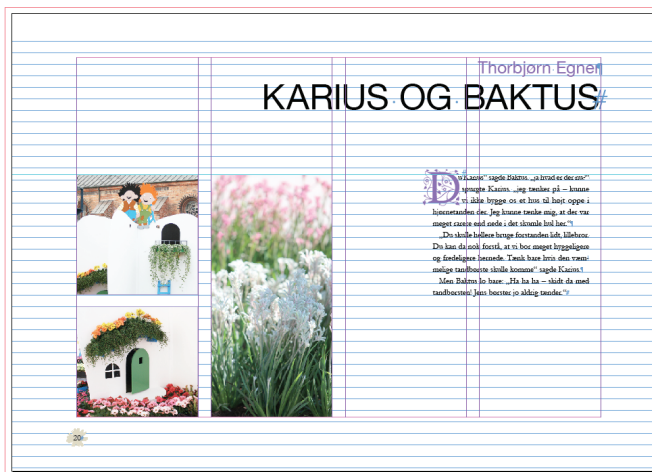 Thorbjørn Egner
KARIUS OG BAKTUS
Du Karius“ sagde Baktus. „ja hvad er der nu?“
spurgte Karius. „jeg tænker på – kunne
vi ikke bygge os et hus til højt oppe i
hjørnetanden der. Jeg kunne tænke mig, at der var
meget rarere end nede i det skumle hul her.“
„Du skulle hellere bruge forstanden lidt, lillebror.
Du kan da nok forstå, at vi bor meget hyggeligere
og fredeligere hernede. Tænk bare hvis den væm-
melige tandbørste skulle komme“ sagde Karius.
Men Baktus lo bare: „Ha ha ha – skidt da med
tandbørsten! Jens børster jo aldrig tænder.“
20